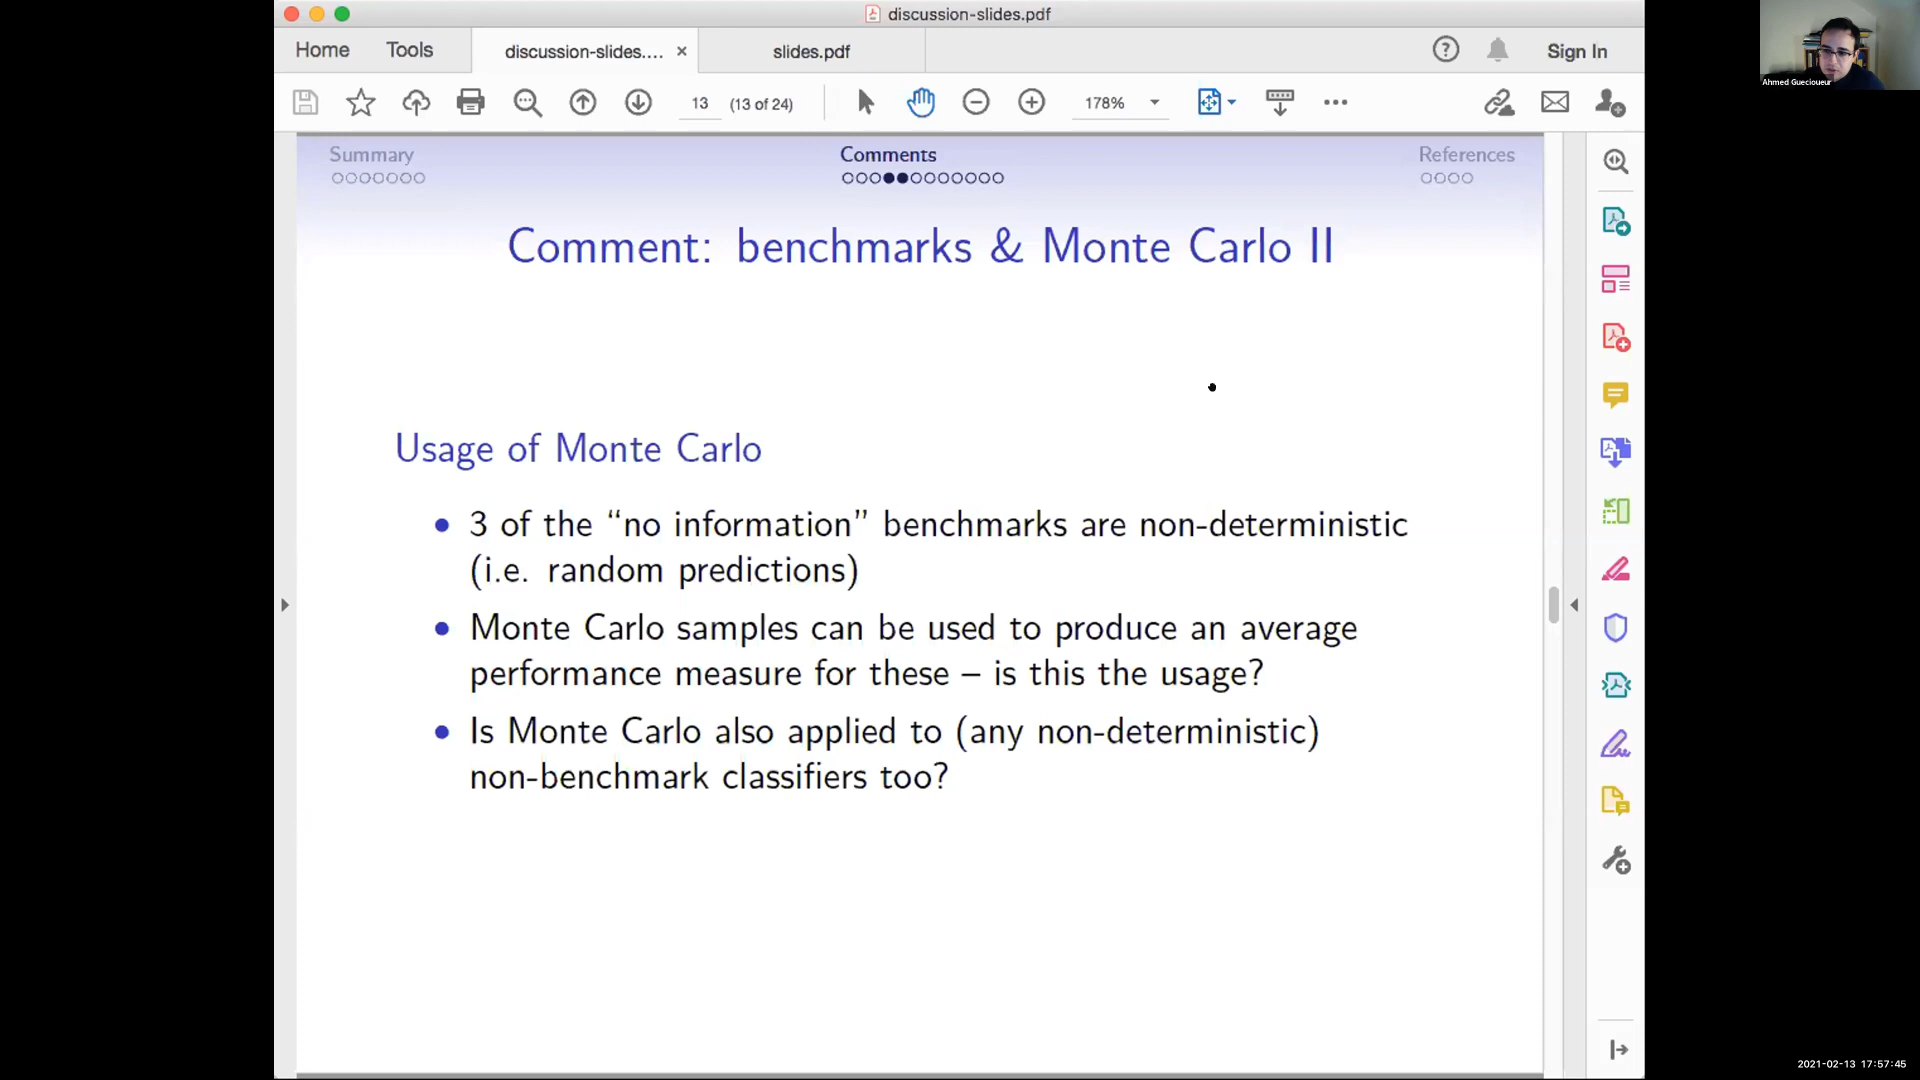 discussion-slides.pdf
Home
Tools
discussion-slides....
slides.pdf
Sign In
13
(13 of 24)
178%
Summary
Comments
References
Comment: benchmarks & Monte Carlo II
Usage of Monte Carlo
3 of the “no information” benchmarks are non-deterministic
(i.e. random predictions)
Monte Carlo samples can be used to produce an average
performance measure for these – is this the usage?
Is Monte Carlo also applied to (any non-deterministic)
non-benchmark classifiers too?
Ahmed Guecioueur
2021-02-13 17:57:45